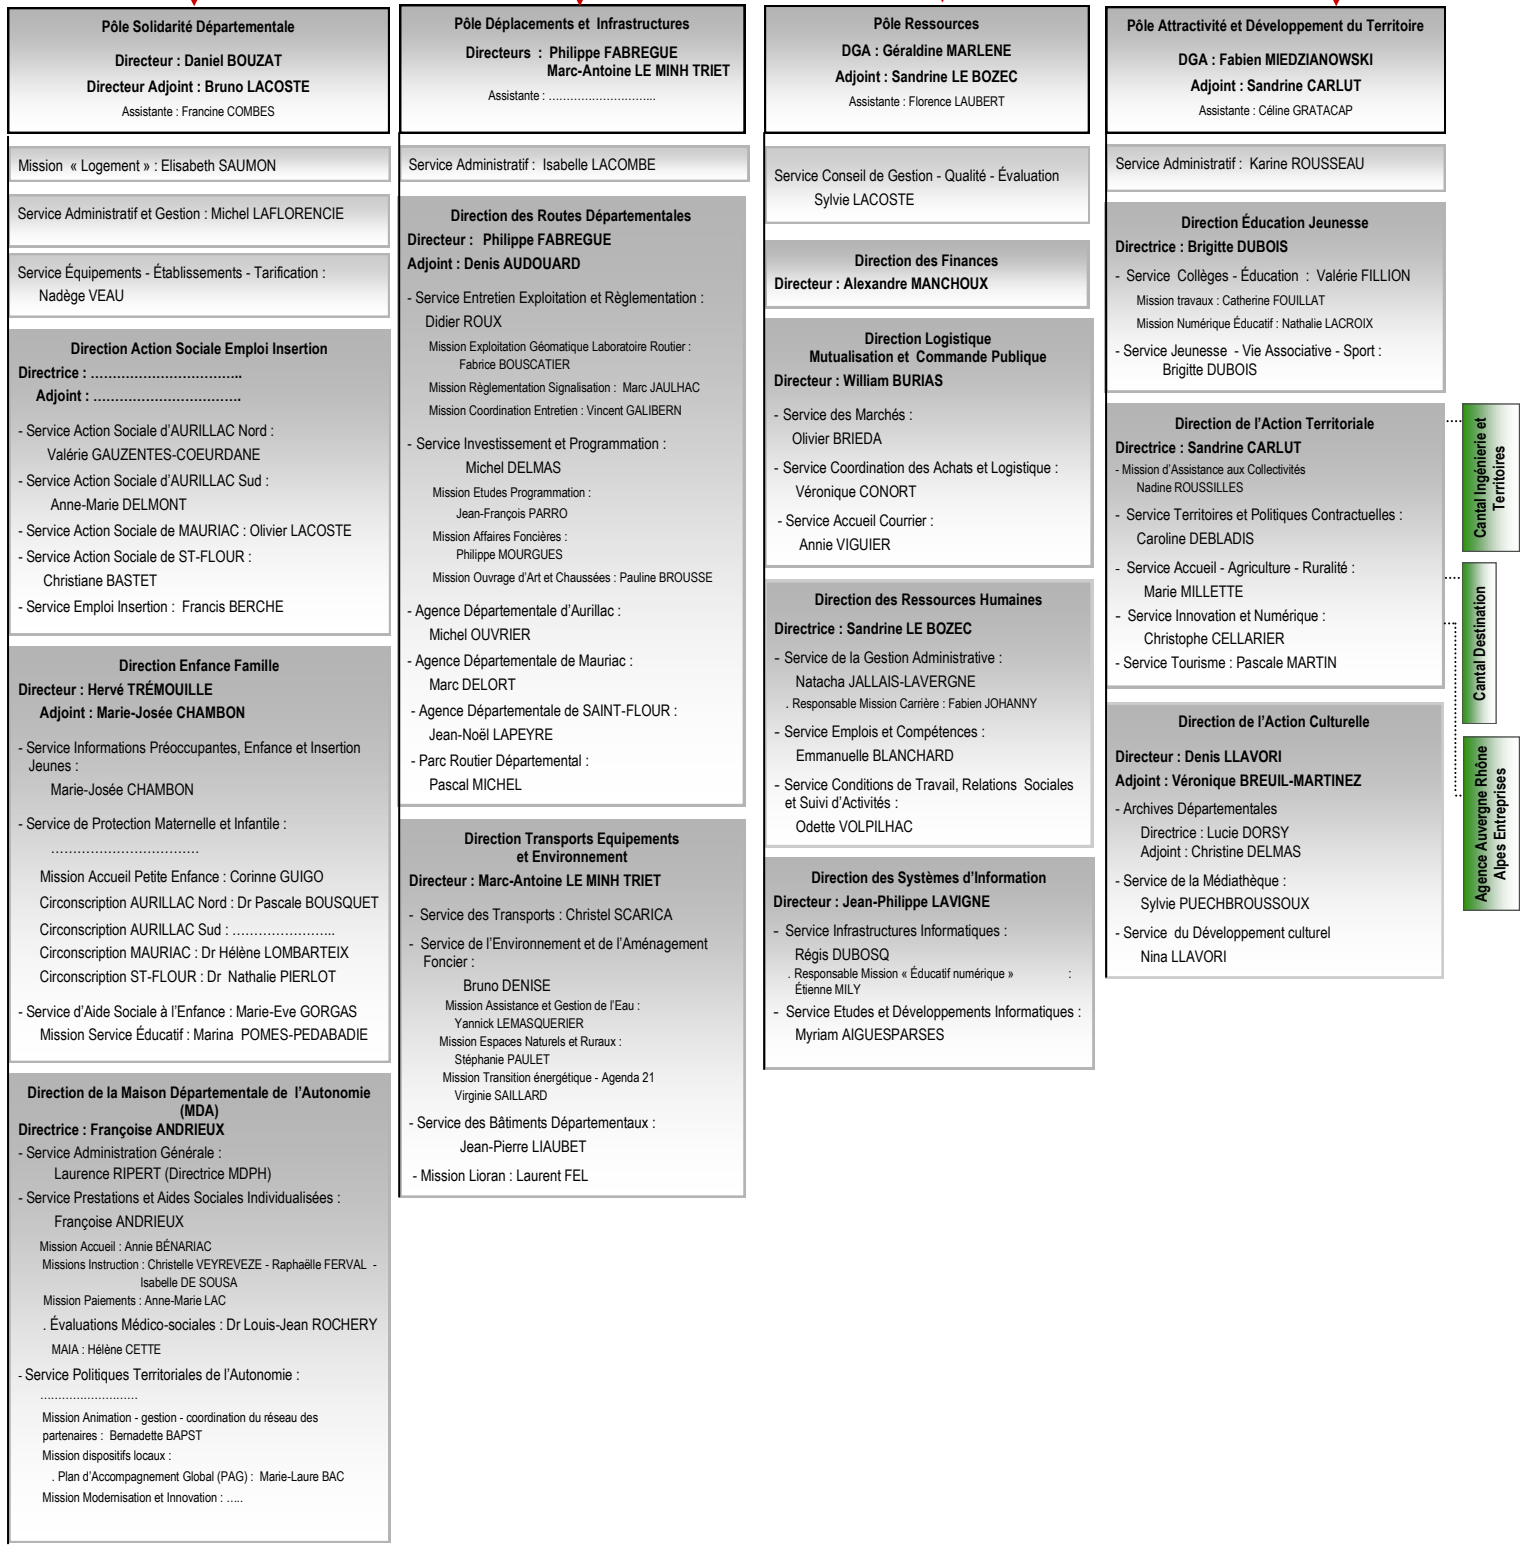 Pôle Solidarité Départementale
Directeur : Daniel BOUZAT
Directeur Adjoint : Bruno LACOSTE
Assistante : Francine COMBES
Mission « Logement » : Elisabeth SAUMON
Service Administratif et Gestion : Michel LAFLORENCIE
Service Équipements - Établissements - Tarification :
Nadège VEAU
Direction Action Sociale Emploi Insertion
Directrice : ……………………………..
Adjoint : …………………………….
- Service Action Sociale d’AURILLAC Nord :
Valérie GAUZENTES-COEURDANE
- Service Action Sociale d’AURILLAC Sud :
Anne-Marie DELMONT
- Service Action Sociale de MAURIAC : Olivier LACOSTE
- Service Action Sociale de ST-FLOUR :
Christiane BASTET
- Service Emploi Insertion : Francis BERCHE
Direction Enfance Famille
Directeur : Hervé TRÉMOUILLE
Adjoint : Marie-Josée CHAMBON
- Service Informations Préoccupantes, Enfance et Insertion
Jeunes :
Marie-Josée CHAMBON
- Service de Protection Maternelle et Infantile :
…………………………….
Mission Accueil Petite Enfance : Corinne GUIGO
Circonscription AURILLAC Nord : Dr Pascale BOUSQUET
Circonscription AURILLAC Sud : …………………..
Circonscription MAURIAC : Dr Hélène LOMBARTEIX
Circonscription ST-FLOUR : Dr Nathalie PIERLOT
- Service d’Aide Sociale à l’Enfance : Marie-Eve GORGAS
Mission Service Éducatif : Marina POMES-PEDABADIE
Direction de la Maison Départementale de l’Autonomie
(MDA)
Directrice : Françoise ANDRIEUX
- Service Administration Générale :
Laurence RIPERT (Directrice MDPH)
- Service Prestations et Aides Sociales Individualisées :
Françoise ANDRIEUX
Mission Accueil : Annie BÉNARIAC
Missions Instruction : Christelle VEYREVEZE - Raphaëlle FERVAL -
Isabelle DE SOUSA
Mission Paiements : Anne-Marie LAC
. Évaluations Médico-sociales : Dr Louis-Jean ROCHERY
MAIA : Hélène CETTE
- Service Politiques Territoriales de l’Autonomie :
………………………
Mission Animation - gestion - coordination du réseau des
partenaires : Bernadette BAPST
Mission dispositifs locaux :
. Plan d’Accompagnement Global (PAG) : Marie-Laure BAC
Mission Modernisation et Innovation : …..
Pôle Déplacements et Infrastructures
Directeurs : Philippe FABREGUE
Marc-Antoine LE MINH TRIET
Assistante : ………………………...
Service Administratif : Isabelle LACOMBE
Direction des Routes Départementales
Directeur : Philippe FABREGUE
Adjoint : Denis AUDOUARD
- Service Entretien Exploitation et Règlementation :
Didier ROUX
Mission Exploitation Géomatique Laboratoire Routier :
Fabrice BOUSCATIER
Mission Règlementation Signalisation : Marc JAULHAC
Mission Coordination Entretien : Vincent GALIBERN
- Service Investissement et Programmation :
Michel DELMAS
Mission Etudes Programmation :
Jean-François PARRO
Mission Affaires Foncières :
Philippe MOURGUES
Mission Ouvrage d’Art et Chaussées : Pauline BROUSSE
- Agence Départementale d’Aurillac :
Michel OUVRIER
- Agence Départementale de Mauriac :
Marc DELORT
- Agence Départementale de SAINT-FLOUR :
Jean-Noël LAPEYRE
- Parc Routier Départemental :
Pascal MICHEL
Direction Transports Equipements
et Environnement
Directeur : Marc-Antoine LE MINH TRIET
- Service des Transports : Christel SCARICA
- Service de l’Environnement et de l’Aménagement
Foncier :
Bruno DENISE
Mission Assistance et Gestion de l’Eau :
Yannick LEMASQUERIER
Mission Espaces Naturels et Ruraux :
Stéphanie PAULET
Mission Transition énergétique - Agenda 21
Virginie SAILLARD
- Service des Bâtiments Départementaux :
Jean-Pierre LIAUBET
- Mission Lioran : Laurent FEL
Pôle Ressources
DGA : Géraldine MARLENE
Adjoint : Sandrine LE BOZEC
Assistante : Florence LAUBERT
Service Conseil de Gestion - Qualité - Évaluation
Sylvie LACOSTE
Direction des Finances
Directeur : Alexandre MANCHOUX
Direction Logistique
Mutualisation et Commande Publique
Directeur : William BURIAS
- Service des Marchés :
Olivier BRIEDA
- Service Coordination des Achats et Logistique :
Véronique CONORT
- Service Accueil Courrier :
Annie VIGUIER
Direction des Ressources Humaines
Directrice : Sandrine LE BOZEC
- Service de la Gestion Administrative :
Natacha JALLAIS-LAVERGNE
. Responsable Mission Carrière : Fabien JOHANNY
- Service Emplois et Compétences :
Emmanuelle BLANCHARD
- Service Conditions de Travail, Relations Sociales
et Suivi d’Activités :
Odette VOLPILHAC
Direction des Systèmes d’Information
Directeur : Jean-Philippe LAVIGNE
- Service Infrastructures Informatiques :
Régis DUBOSQ
. Responsable Mission « Éducatif numérique » :
Étienne MILY
- Service Etudes et Développements Informatiques :
Myriam AIGUESPARSES
Pôle Attractivité et Développement du Territoire
DGA : Fabien MIEDZIANOWSKI
Adjoint : Sandrine CARLUT
Assistante : Céline GRATACAP
Service Administratif : Karine ROUSSEAU
Direction Éducation Jeunesse
Directrice : Brigitte DUBOIS
- Service Collèges - Éducation : Valérie FILLION
Mission travaux : Catherine FOUILLAT
Mission Numérique Éducatif : Nathalie LACROIX
- Service Jeunesse - Vie Associative - Sport :
Brigitte DUBOIS
Direction de l’Action Territoriale
Directrice : Sandrine CARLUT
- Mission d’Assistance aux Collectivités
Nadine ROUSSILLES
- Service Territoires et Politiques Contractuelles :
Caroline DEBLADIS
- Service Accueil - Agriculture - Ruralité :
Marie MILLETTE
- Service Innovation et Numérique :
Christophe CELLARIER
- Service Tourisme : Pascale MARTIN
Direction de l’Action Culturelle
Directeur : Denis LLAVORI
Adjoint : Véronique BREUIL-MARTINEZ
- Archives Départementales
Directrice : Lucie DORSY
Adjoint : Christine DELMAS
- Service de la Médiathèque :
Sylvie PUECHBROUSSOUX
- Service du Développement culturel
Nina LLAVORI
Cantal Ingénierie et
Territoires
Cantal Destination
Agence Auvergne Rhône
Alpes Entreprises